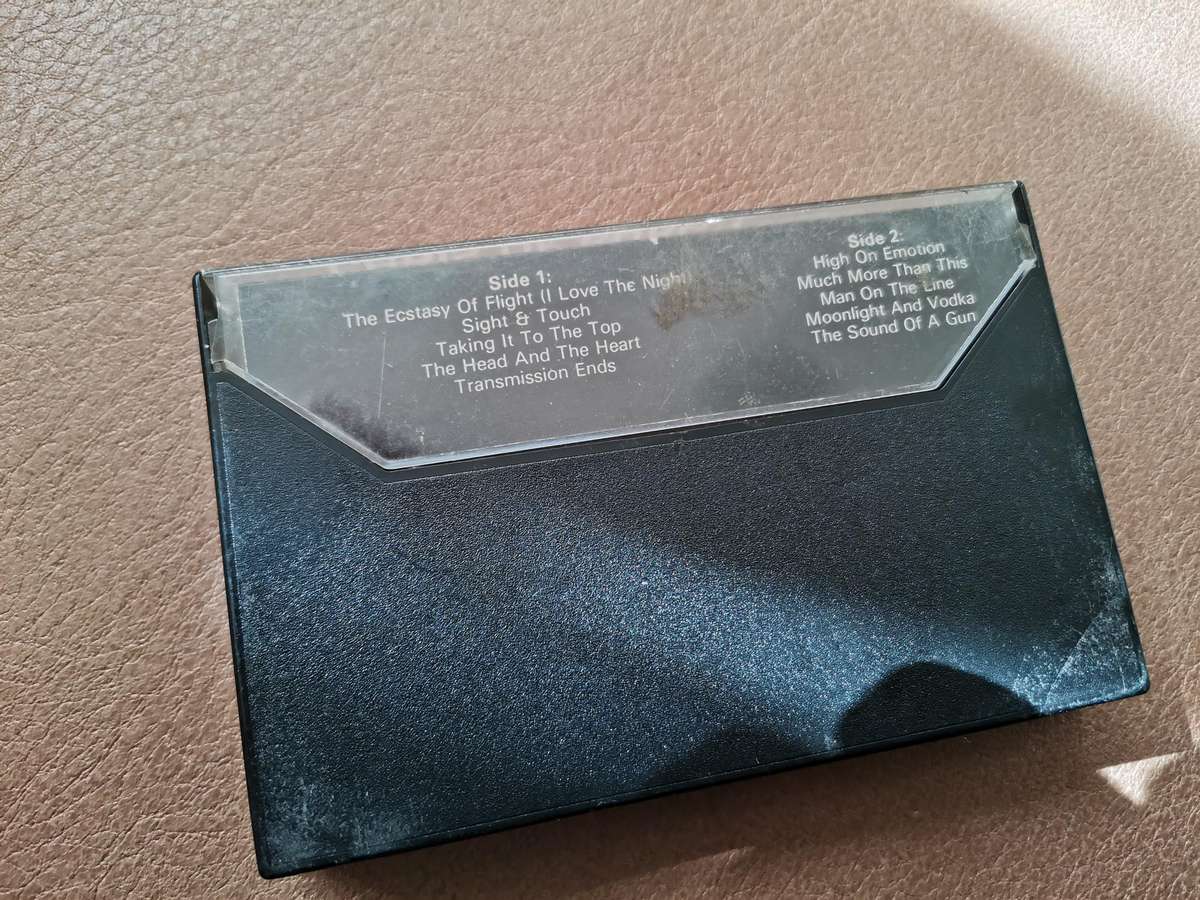 Side 1:
The Ecstasy Of Flight (I Love The Night)
Sight & Touch
Taking It To The Top
The Head And The Heart
Transmission Ends
Side 2:
High On Emotion
Much More Than This
Man On The Line
Moonlight And Vodka
The Sound Of A Gun